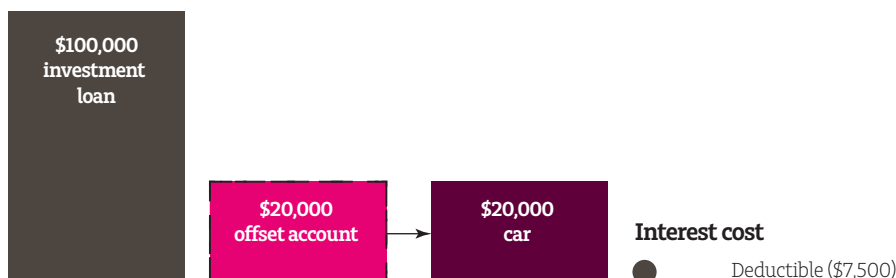 $100,000
investment
loan
$20,000
offset account
$20,000
car
Interest cost
Deductible ($7,500)